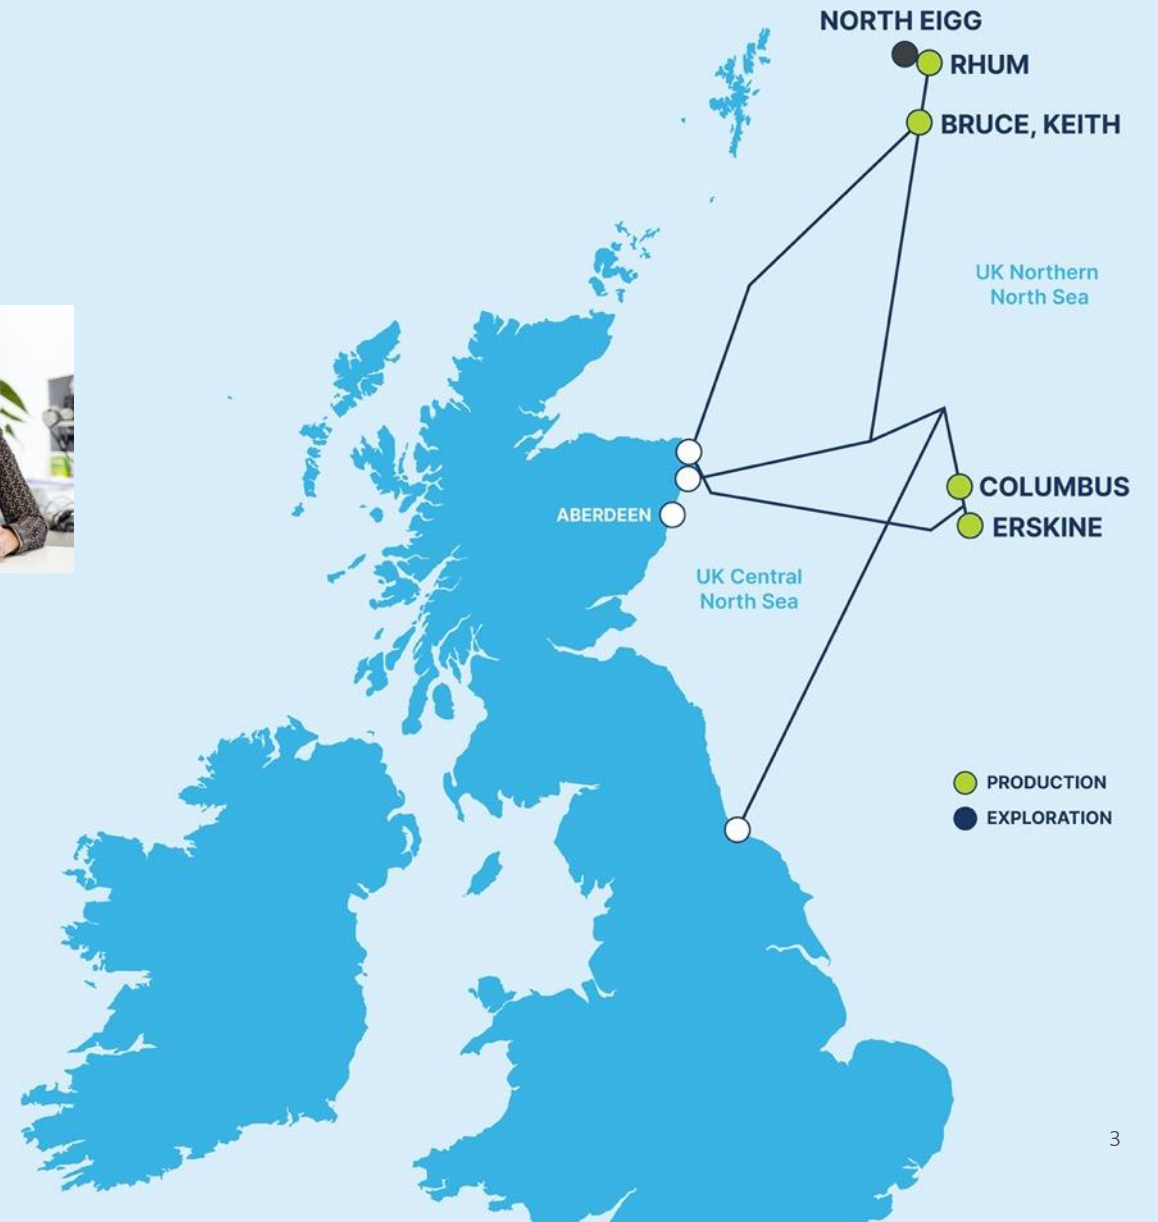 NORTH EIGG
RHUM
BRUCE, KEITH
UK Northern
North Sea
COLUMBUS
ABERDEEN
ERSKINE
UK Central
North Sea
PRODUCTION
EXPLORATION
3